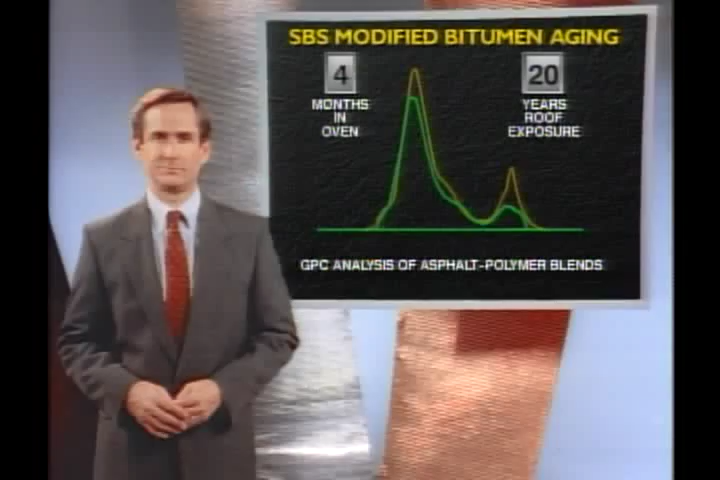 SBS MODIFIED BITUMEN AGING
4
MONTHS
IN
OVEN
20
YEARS
ROOF
EXPOSURE
GPC ANALYSIS OF ASPHALT-POLYMER BLENDS